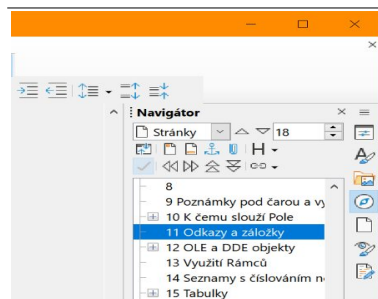 Navigátor
Stránky 18
H
8
9 Poznámky pod čarou a vy
10 K čemu slouží Pole
11 Odkazy a záložky
12 OLE a DDE objekty
13 Využití Rámců
14 Seznamy s číslováním n
15 Tabulky